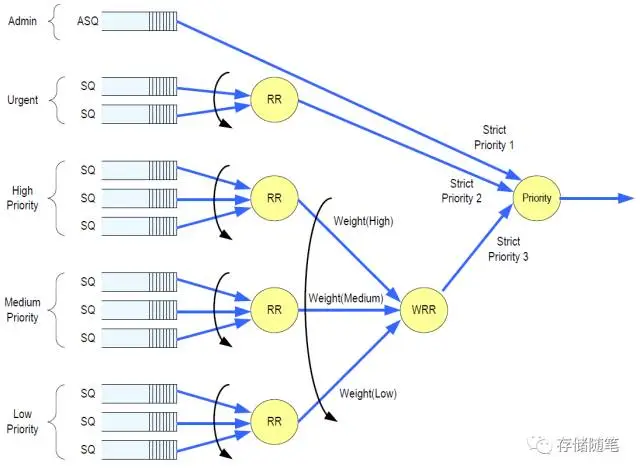 Admin
ASQ
Urgent
SQ
SQ
RR
Strict
Priority 1
High
Priority
SQ
SQ
SQ
RR
Weight(High)
Strict
Priority 2
Priority
Strict
Priority 3
Medium
Priority
SQ
SQ
SQ
RR
Weight(Medium)
WRR
Low
Priority
SQ
SQ
SQ
RR
Weight(Low)
存储随笔